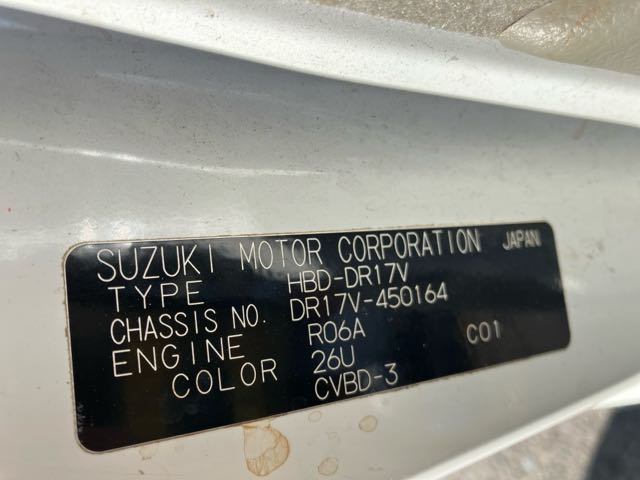 SUZUKI MOTOR CORPORATION JAPAN
TYPE HBD-DR17V
CHASSIS NO. DR17V-450164
ENGINE R06A C01
COLOR 26U
CVBD-3